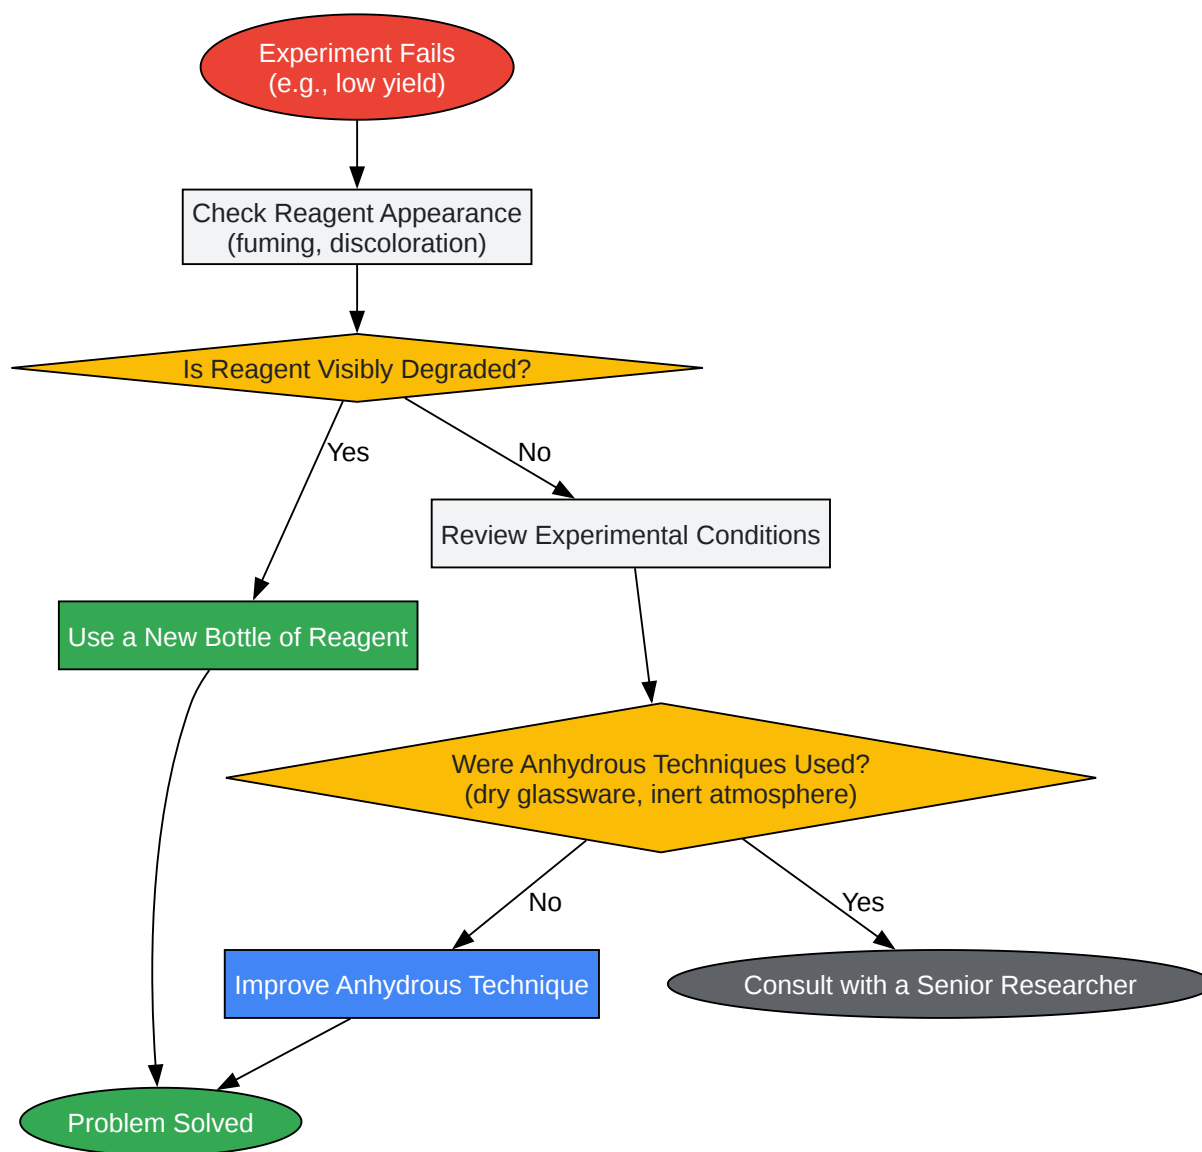 Experiment Fails
(e.g., low yield)
Check Reagent Appearance
(fuming, discoloration)
Is Reagent Visibly Degraded?
Yes
No
Review Experimental Conditions
Use a New Bottle of Reagent
Were Anhydrous Techniques Used?
(dry glassware, inert atmosphere)
No
Yes
Improve Anhydrous Technique
Consult with a Senior Researcher
Problem Solved